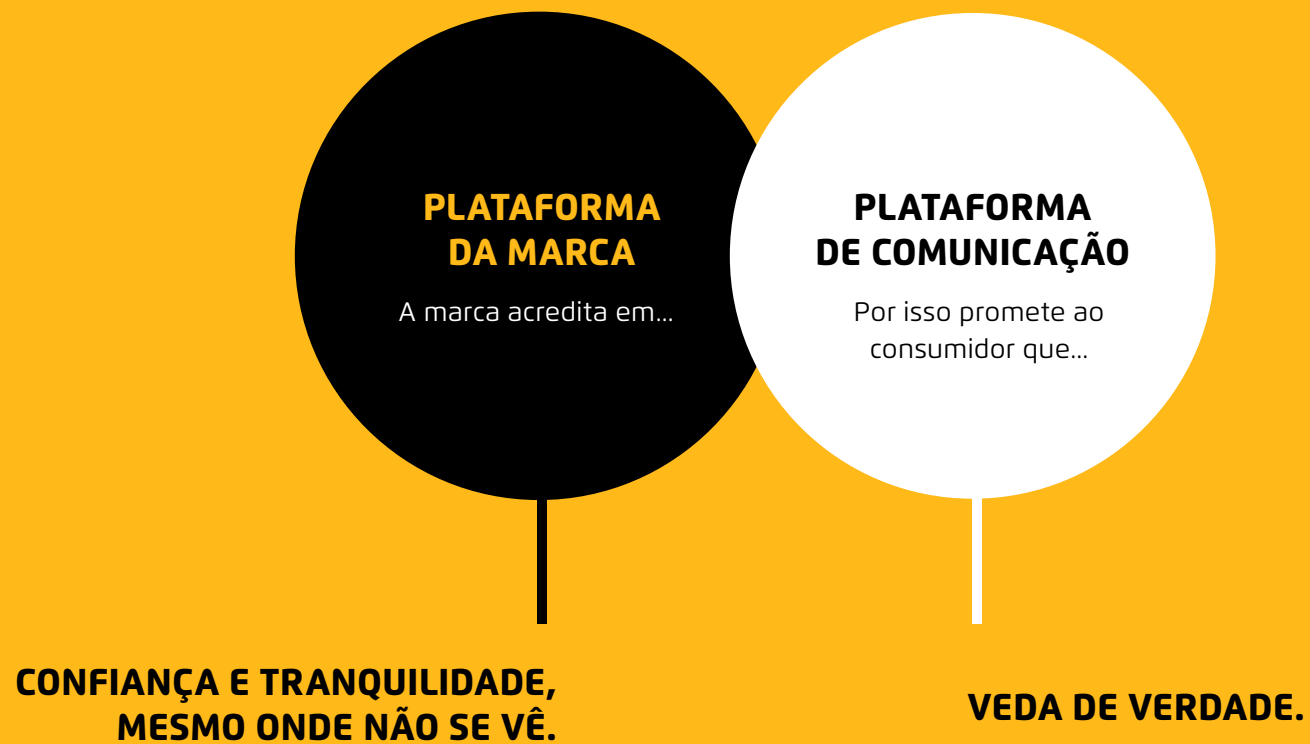 PLATAFORMA
DA MARCA
A marca acredita em...
PLATAFORMA
DE COMUNICAÇÃO
Por isso promete ao
consumidor que...
CONFIANÇA E TRANQUILIDADE,
MESMO ONDE NÃO SE VÊ.
VEDA DE VERDADE.